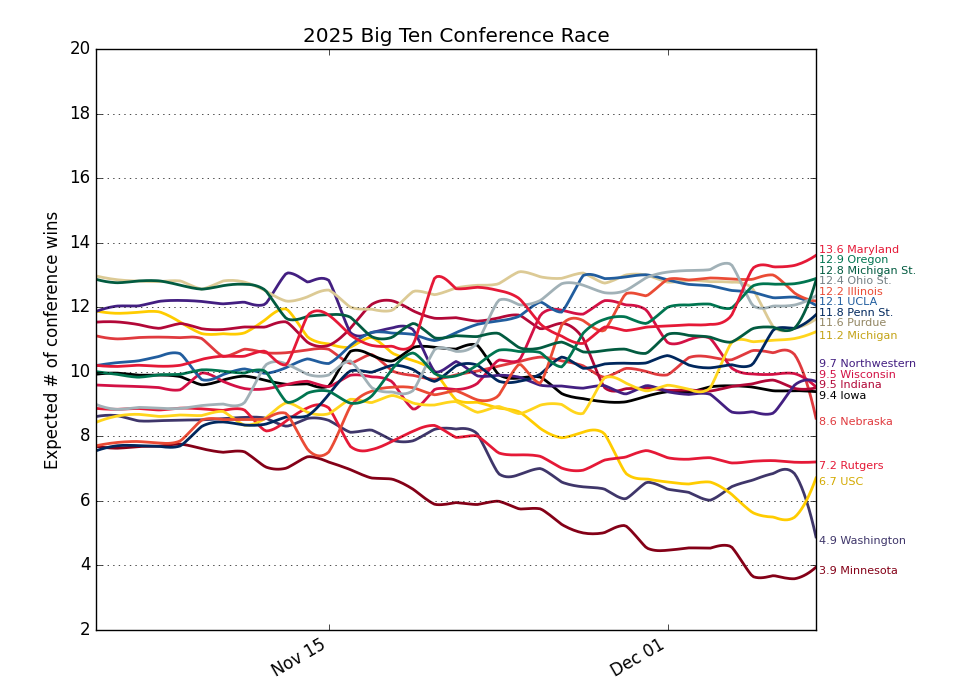 2025 Big Ten Conference Race
Expected # of conference wins
20
18
16
14
12
10
8
6
4
2
Nov 15
Dec 01
13.6 Maryland
12.9 Oregon
12.8 Michigan St.
12.4 Ohio St.
12.2 Illinois
12.1 UCLA
11.8 Penn St.
11.6 Purdue
11.2 Michigan
9.7 Northwestern
9.5 Wisconsin
9.5 Indiana
9.4 Iowa
8.6 Nebraska
7.2 Rutgers
6.7 USC
4.9 Washington
3.9 Minnesota